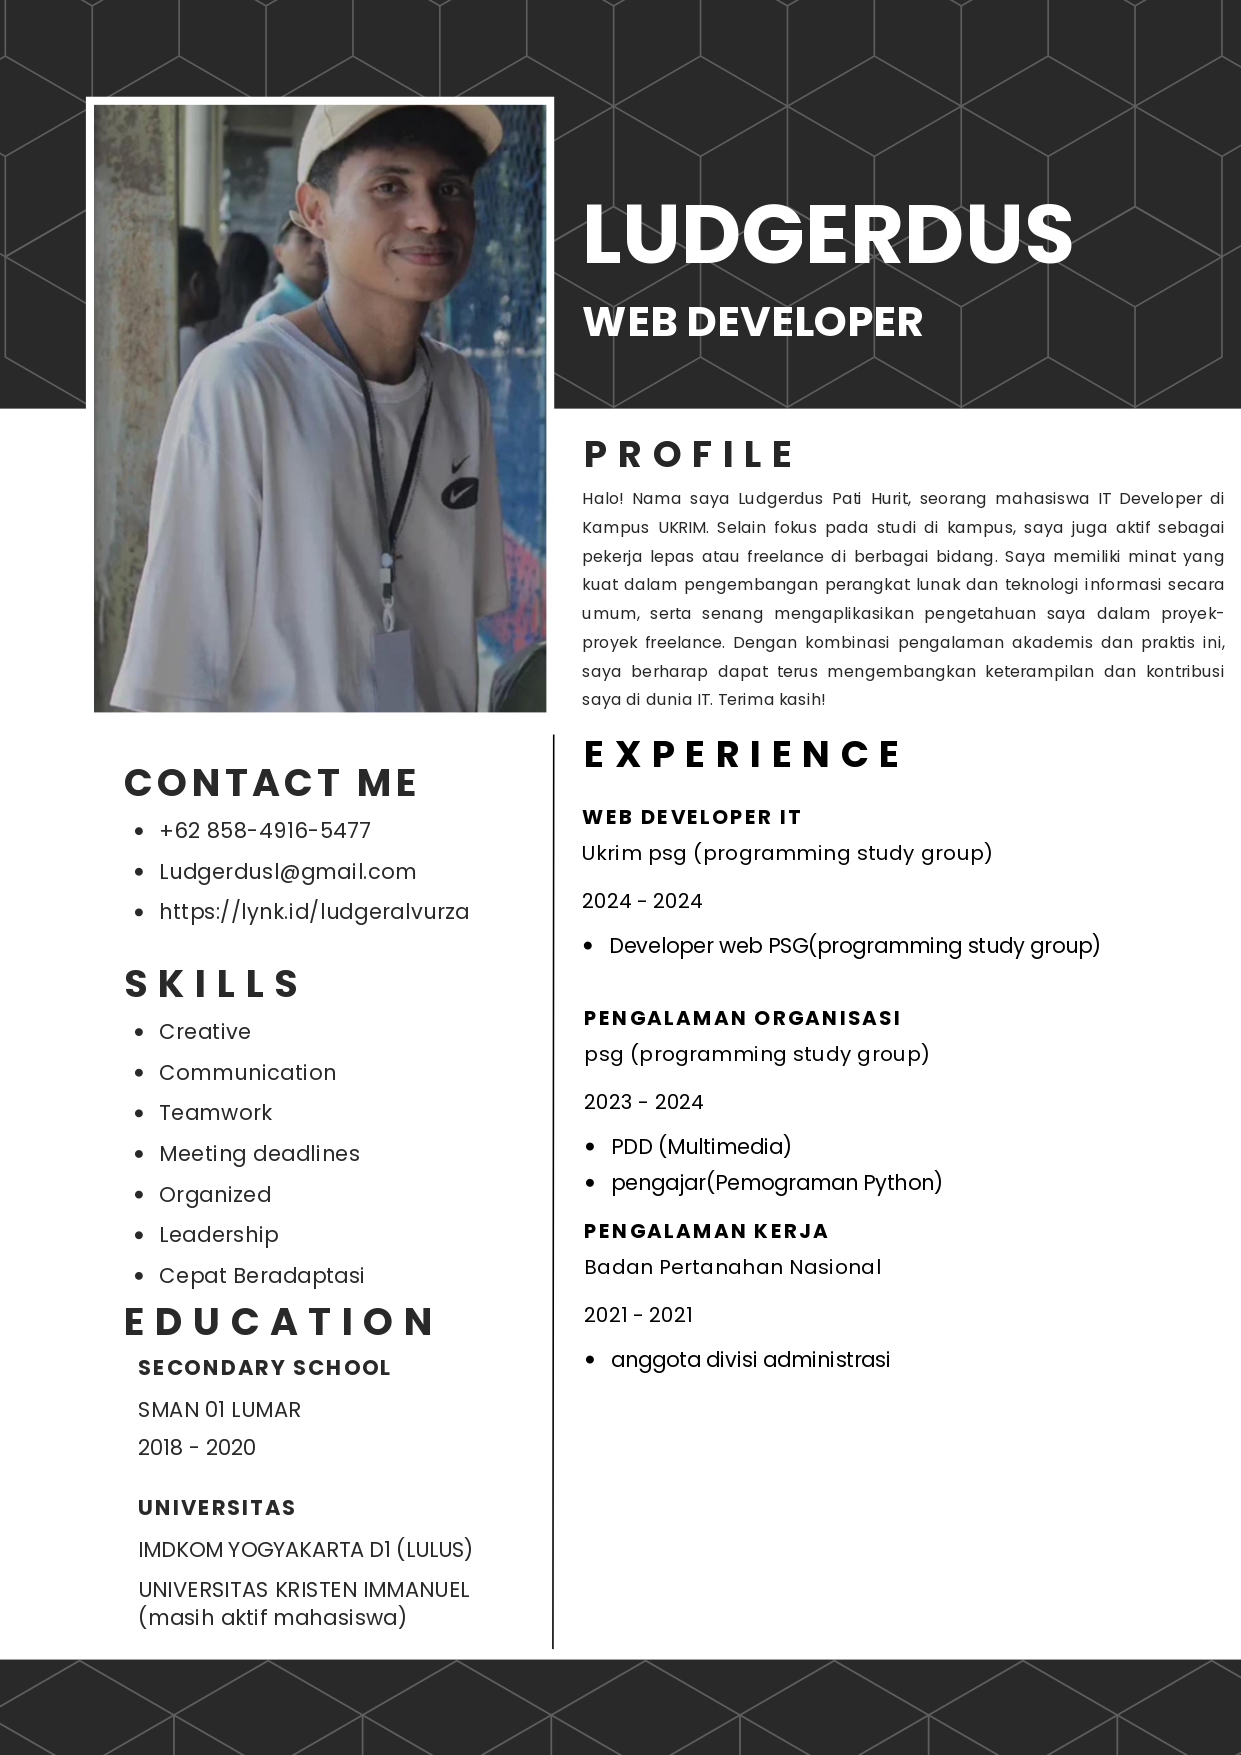 LUDGERDUS
WEB DEVELOPER
PROFILE
Halo! Nama saya Ludgerdus Pati Hurit, seorang mahasiswa IT Developer di
Kampus UKRIM. Selain fokus pada studi di kampus, saya juga aktif sebagai
pekerja lepas atau freelance di berbagai bidang. Saya memiliki minat yang
kuat dalam pengembangan perangkat lunak dan teknologi informasi secara
umum, serta senang mengaplikasikan pengetahuan saya dalam proyek-
proyek freelance. Dengan kombinasi pengalaman akademis dan praktis ini,
saya berharap dapat terus mengembangkan keterampilan dan kontribusi
saya di dunia IT. Terima kasih!
CONTACT ME
• +62 858-4916-5477
• Ludgerdusl@gmail.com
• https://lynk.id/ludgeralvurza
SKILLS
• Creative
• Communication
• Teamwork
• Meeting deadlines
• Organized
• Leadership
• Cepat Beradaptasi
EDUCATION
SECONDARY SCHOOL
SMAN 01 LUMAR
2018 - 2020
UNIVERSITAS
IMDKOM YOGYAKARTA D1 (LULUS)
UNIVERSITAS KRISTEN IMMANUEL
(masih aktif mahasiswa)
EXPERIENCE
WEB DEVELOPER IT
Ukrim psg (programming study group)
2024 - 2024
• Developer web PSG(programming study group)
PENGALAMAN ORGANISASI
psg (programming study group)
2023 - 2024
• PDD (Multimedia)
• pengajar(Pemograman Python)
PENGALAMAN KERJA
Badan Pertanahan Nasional
2021 - 2021
• anggota divisi administrasi